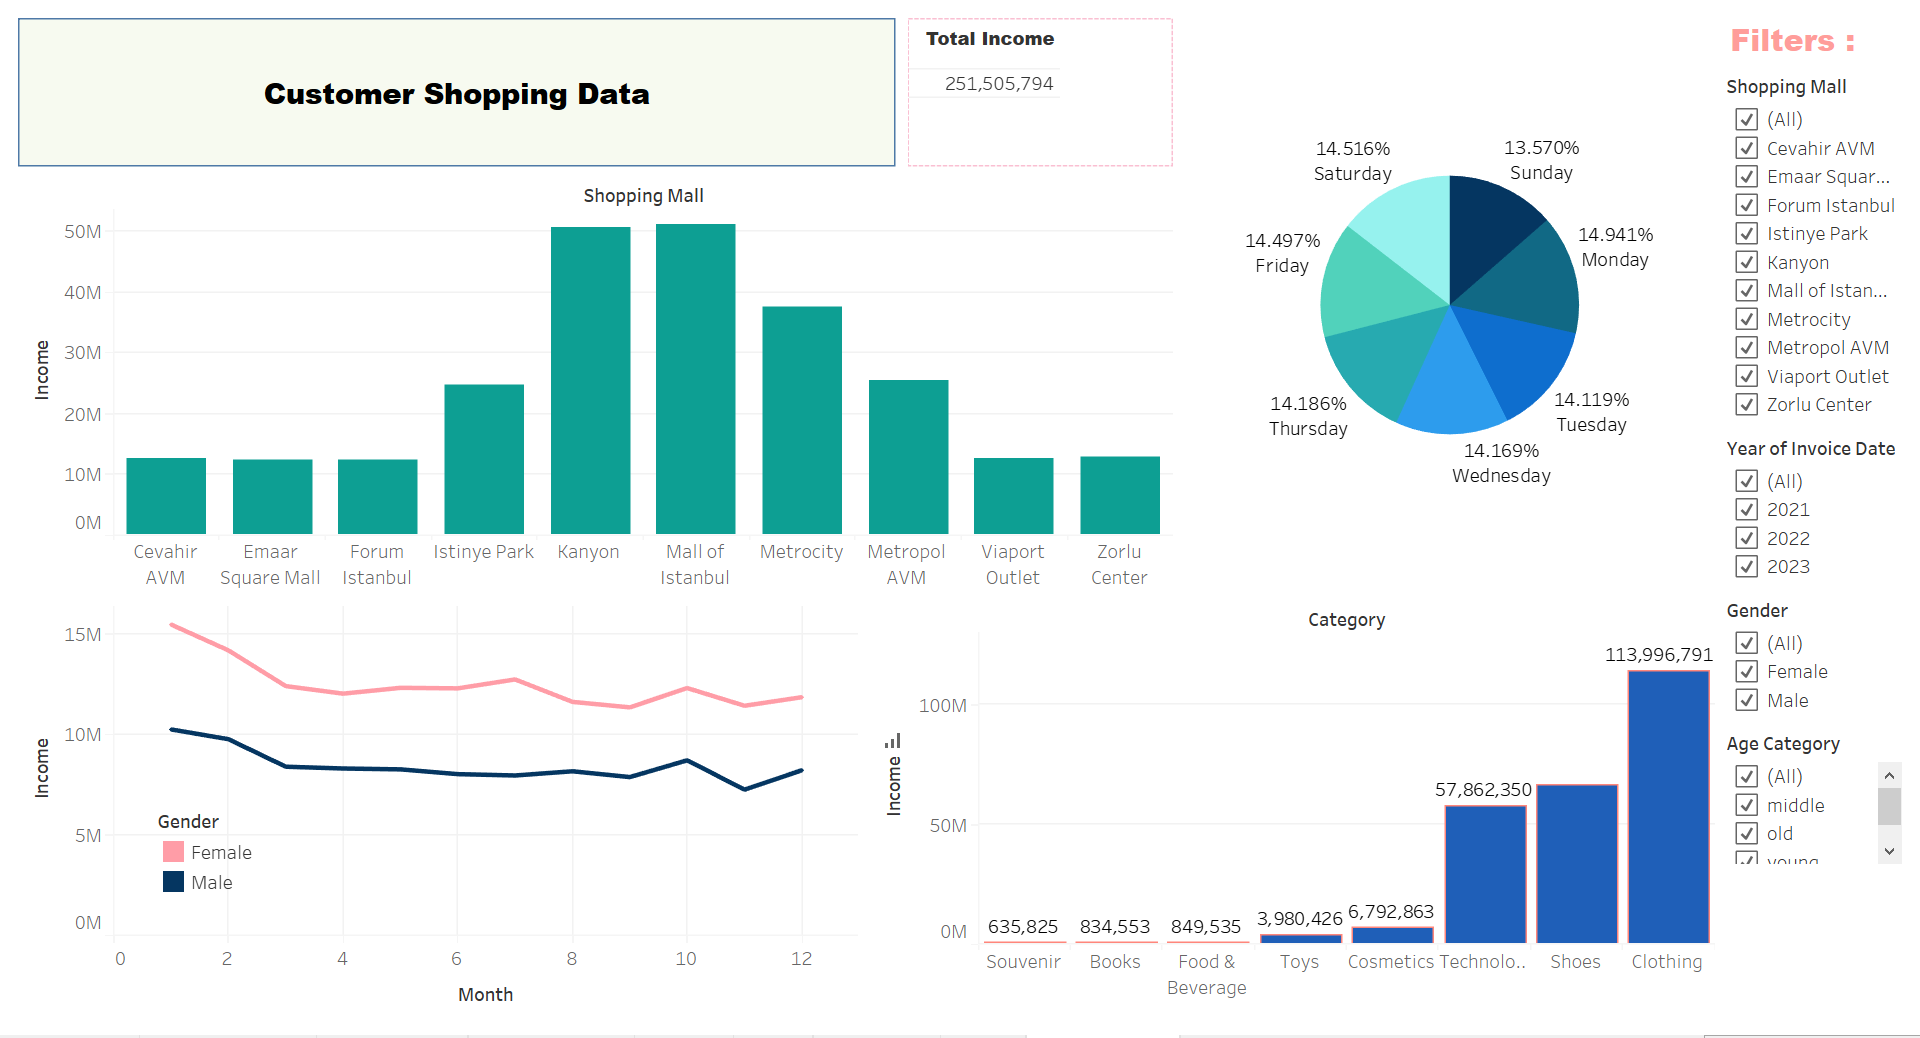 Customer Shopping Data
Total Income
251,505,794
Shopping Mall
Income
50M
40M
30M
20M
10M
0M
Cevahir
AVM
Emaar
Square Mall
Forum
Istanbul
Istinye Park
Kanyon
Mall of
Istanbul
Metrocity
Metropol
AVM
Viaport
Outlet
Zorlu
Center
14.516%
Saturday
13.570%
Sunday
14.941%
Monday
14.497%
Friday
14.186%
Thursday
14.119%
Tuesday
14.169%
Wednesday
Income
15M
10M
5M
0M
Gender
Female
Male
0 2 4 6 8 10 12
Month
Category
Income
100M
50M
0M
635,825
834,553
849,535
3,980,426
6,792,863
57,862,350
113,996,791
Souvenir
Books
Food &
Beverage
Toys
Cosmetics
Technolo..
Shoes
Clothing
Filters :
Shopping Mall
(All)
Cevahir AVM
Emaar Squar...
Forum Istanbul
Istinye Park
Kanyon
Mall of Istan...
Metrocity
Metropol AVM
Viaport Outlet
Zorlu Center
Year of Invoice Date
(All)
2021
2022
2023
Gender
(All)
Female
Male
Age Category
(All)
middle
old
young